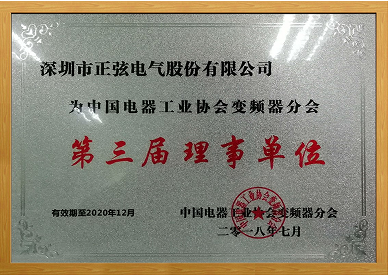 深圳市正弦电气股份有限公司
为中国电器工业协会变频器分会
第三届理事单位
有效期至2020年12月
中国电器工业协会变频器分会
二〇一八年七月